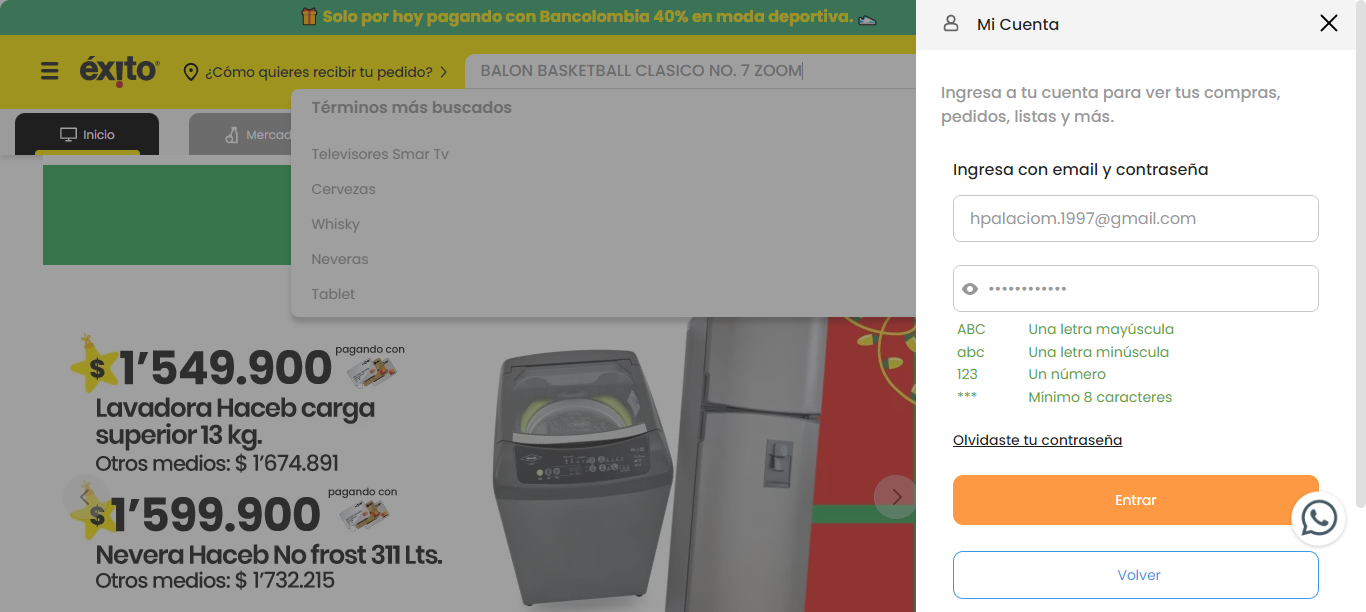 Solo por hoy pagando con Bancolombia 40% en moda deportiva.
éxito
¿Cómo quieres recibir tu pedido?
BALON BASKETBALL CLASICO NO. 7 ZOOM
Inicio
Mercad
Términos más buscados
Televisores Smar Tv
Cervezas
Whisky
Neveras
Tablet
$1’549.900
pagando con
Lavadora Haceb carga
superior 13 kg.
Otros medios: $ 1’674.891
$1’599.900
pagando con
Nevera Haceb No frost 311 Lts.
Otros medios: $ 1’732.215
Mi Cuenta
Ingresa a tu cuenta para ver tus compras,
pedidos, listas y más.
Ingresa con email y contraseña
hpalaciom.1997@gmail.com
••••••••••••
ABC Una letra mayúscula
abc Una letra minúscula
123 Un número
*** Mínimo 8 caracteres
Olvidaste tu contraseña
Entrar
Volver